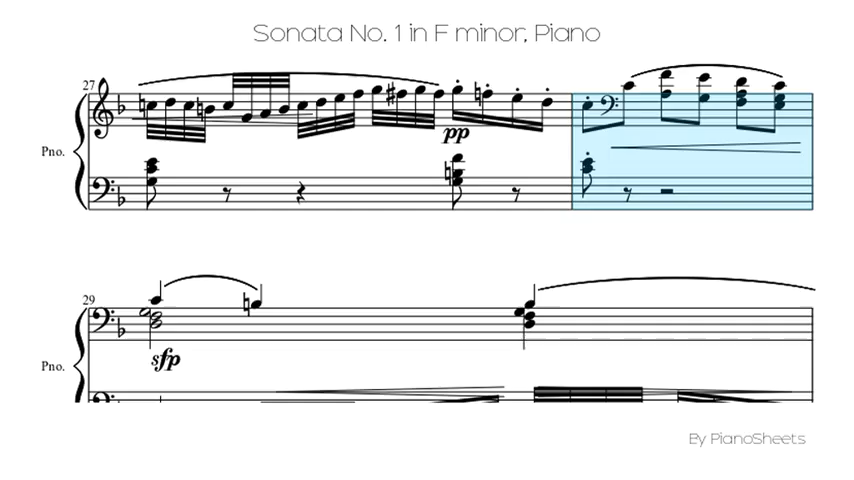 Sonata No. 1 in F minor, Piano
27
Pno.
pp
29
Pno.
sfp
By PianoSheets